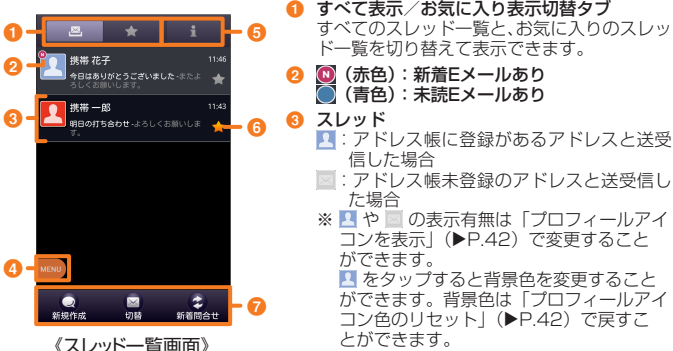 ❶
❷
❸
❹
❺
❻
❼
携帯 花子 11:46
今日はありがとうございました -またよ
ろしくお願いします。
携帯 一郎 11:43
明日の打ち合わせ -よろしくお願いしま
す。
MENU
新規作成 切替 新着問合せ
《スレッド一覧画面》
❶ すべて表示／お気に入り表示切替タブ
すべてのスレッド一覧と、お気に入りのスレッ
ド一覧を切り替えて表示できます。
❷ N（赤色）：新着Eメールあり
（青色）：未読Eメールあり
❸ スレッド
：アドレス帳に登録があるアドレスと送受
信した場合
：アドレス帳未登録のアドレスと送受信し
た場合
※ や の表示有無は「プロフィールアイ
コンを表示」（▶P.42）で変更すること
ができます。
をタップすると背景色を変更すること
ができます。背景色は「プロフィールアイ
コン色のリセット」（▶P.42）で戻すこ
とができます。